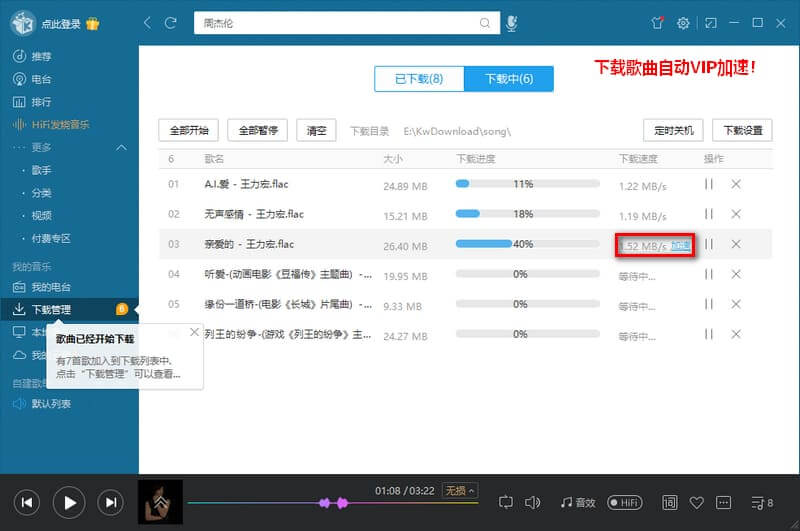 点此登录
周杰伦
推荐
电台
排行
HiFi发烧音乐
··· 更多
· 歌手
· 分类
· 视频
· 付费专区
我的音乐
我的电台
下载管理 6
本地
我的
自建歌单
默认列表
歌曲已经开始下载
有7首歌加入到下载列表中,
点击“下载管理”可以查看...
已下载(8) 下载中(6)
下载歌曲自动VIP加速!
全部开始 全部暂停 清空 下载目录 E:\KwDownload\song\ 定时关机 下载设置
6 歌名 大小 下载进度 下载速度 操作
01 A.I.爱 - 王力宏.flac 24.89 MB 11% 1.22 MB/s
02 无声感情 - 王力宏.flac 15.21 MB 18% 1.19 MB/s
03 亲爱的 - 王力宏.flac 26.40 MB 40% 1.52 MB/s
04 听爱-(动画电影《豆福传》主题曲) -... 19.95 MB 0% 等待中...
05 缘份一道桥-(电影《长城》片尾曲) -... 9.33 MB 0% 等待中...
列王的纷争-(游戏《列王的纷争》主... 24.27 MB 0% 等待中...
01:08 / 03:22 无损
音效 HiFi 词 8